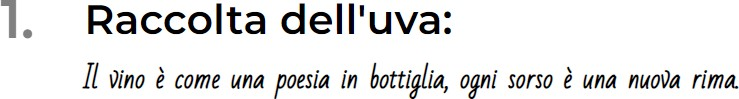 1. Raccolta dell'uva:
Il vino è come una poesia in bottiglia, ogni sorso è una nuova rima.